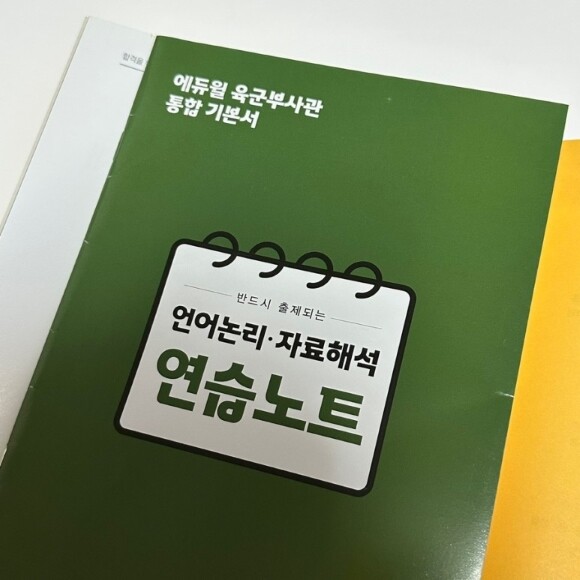 에듀윌 육군부사관
통합 기본서
반드시 출제되는
언어논리·자료해석
연습노트